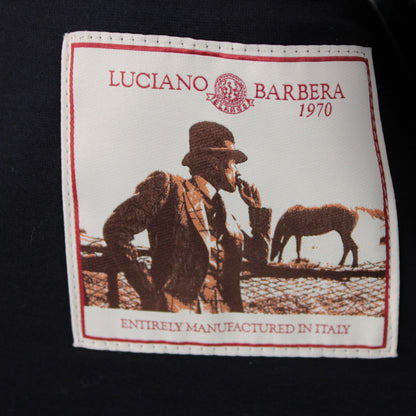 LUCIANO BARBERA
1970
ENTIRELY MANUFACTURED IN ITALY